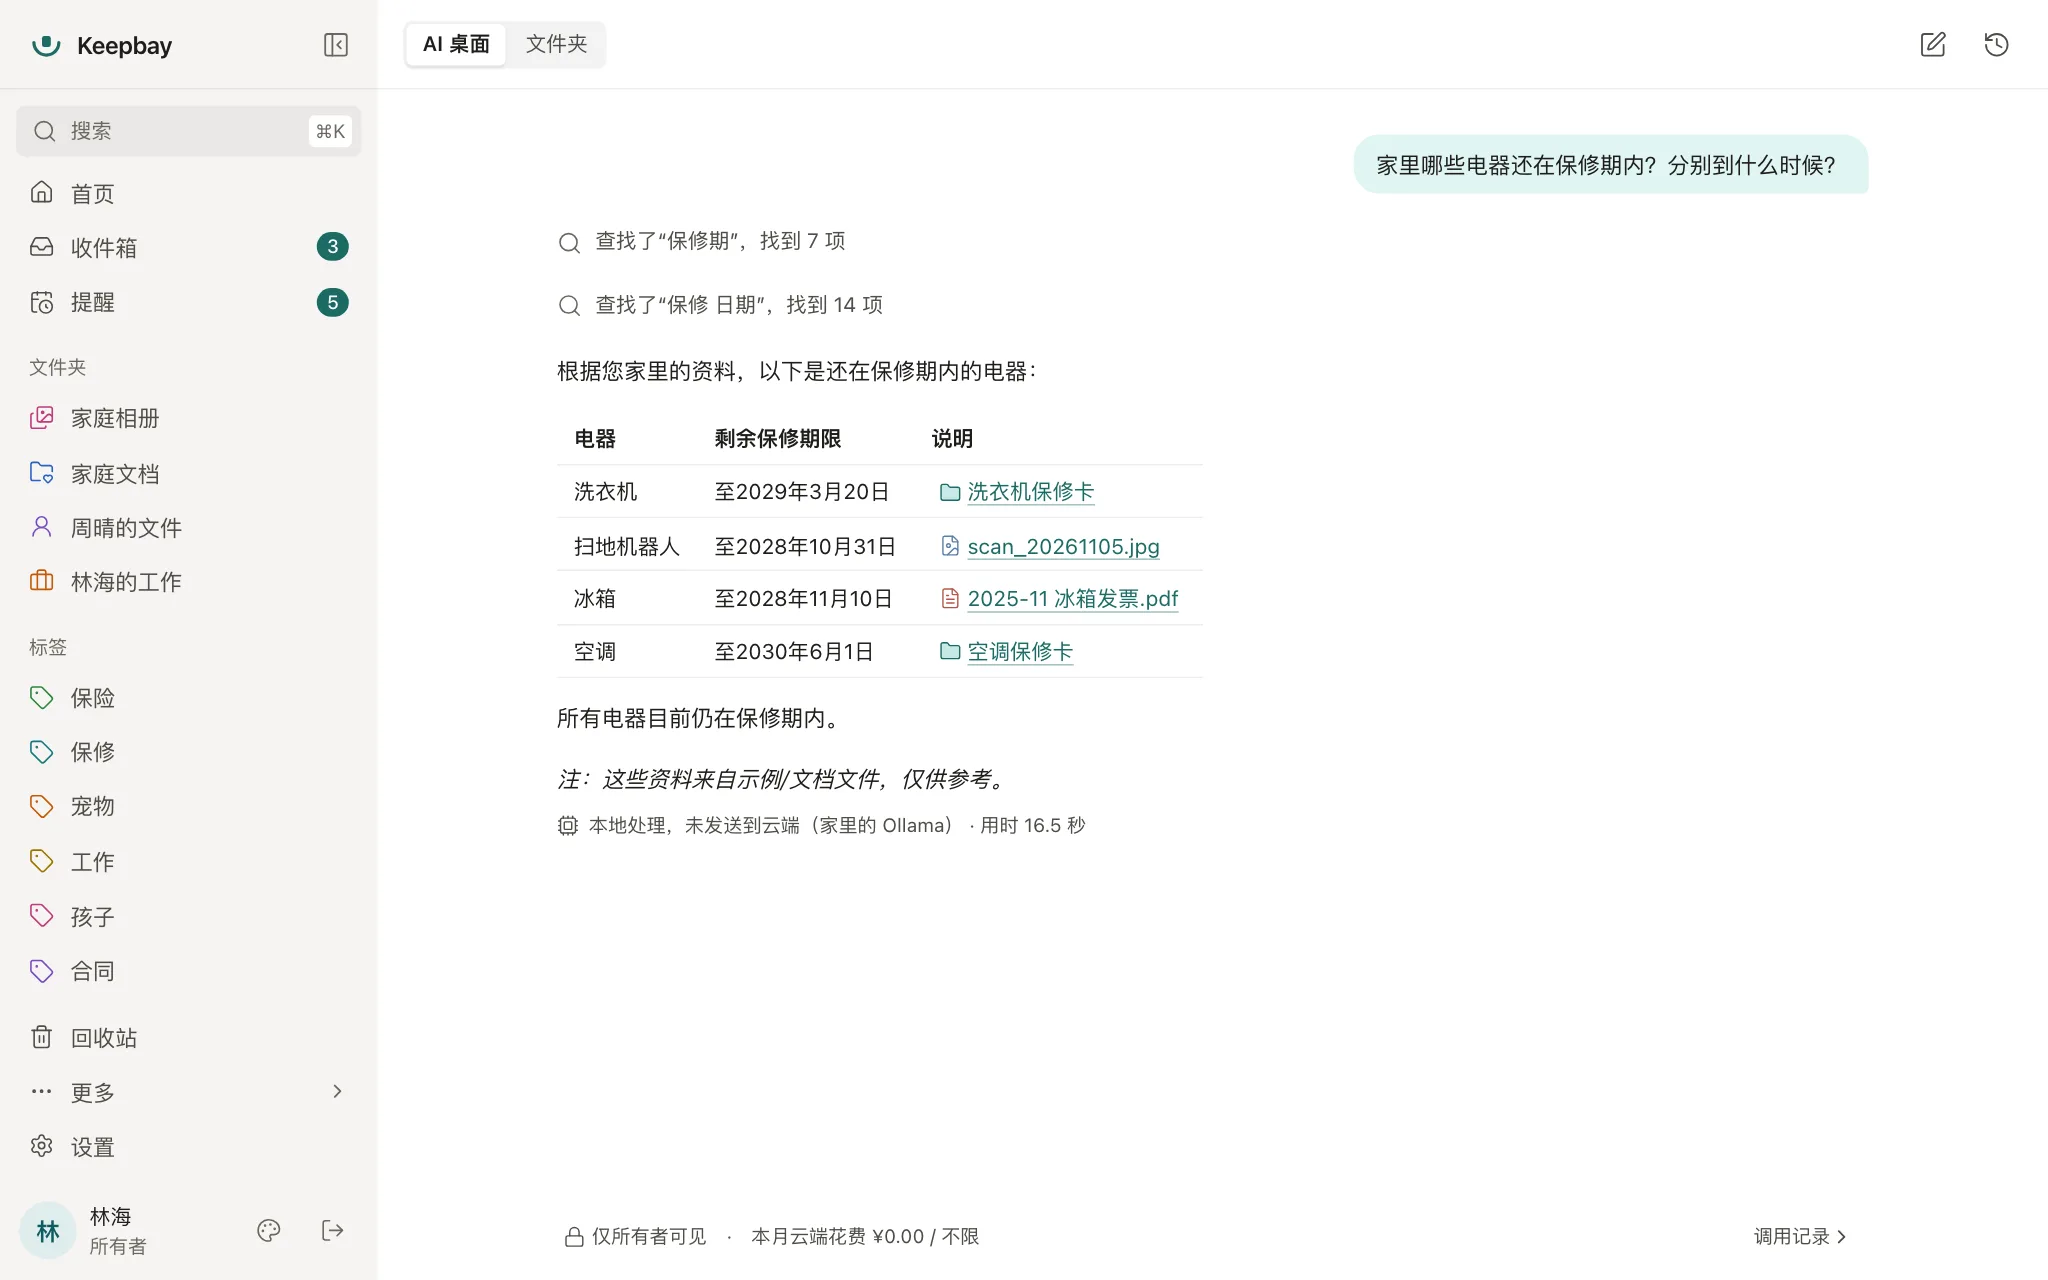 Keepbay
AI 桌面
文件夹
搜索
⌘K
首页
收件箱
3
提醒
5
文件夹
家庭相册
家庭文档
周晴的文件
林海的工作
标签
保险
保修
宠物
工作
孩子
合同
回收站
更多
设置
林
林海
所有者
家里哪些电器还在保修期内？分别到什么时候？
查找了“保修期”，找到 7 项
查找了“保修 日期”，找到 14 项
根据您家里的资料，以下是还在保修期内的电器：
电器 剩余保修期限 说明
洗衣机 至2029年3月20日 洗衣机保修卡
扫地机器人 至2028年10月31日 scan_20261105.jpg
冰箱 至2028年11月10日 2025-11 冰箱发票.pdf
空调 至2030年6月1日 空调保修卡
所有电器目前仍在保修期内。
注：这些资料来自示例/文档文件，仅供参考。
本地处理，未发送到云端（家里的 Ollama） · 用时 16.5 秒
仅所有者可见 · 本月云端花费 ¥0.00 / 不限
调用记录